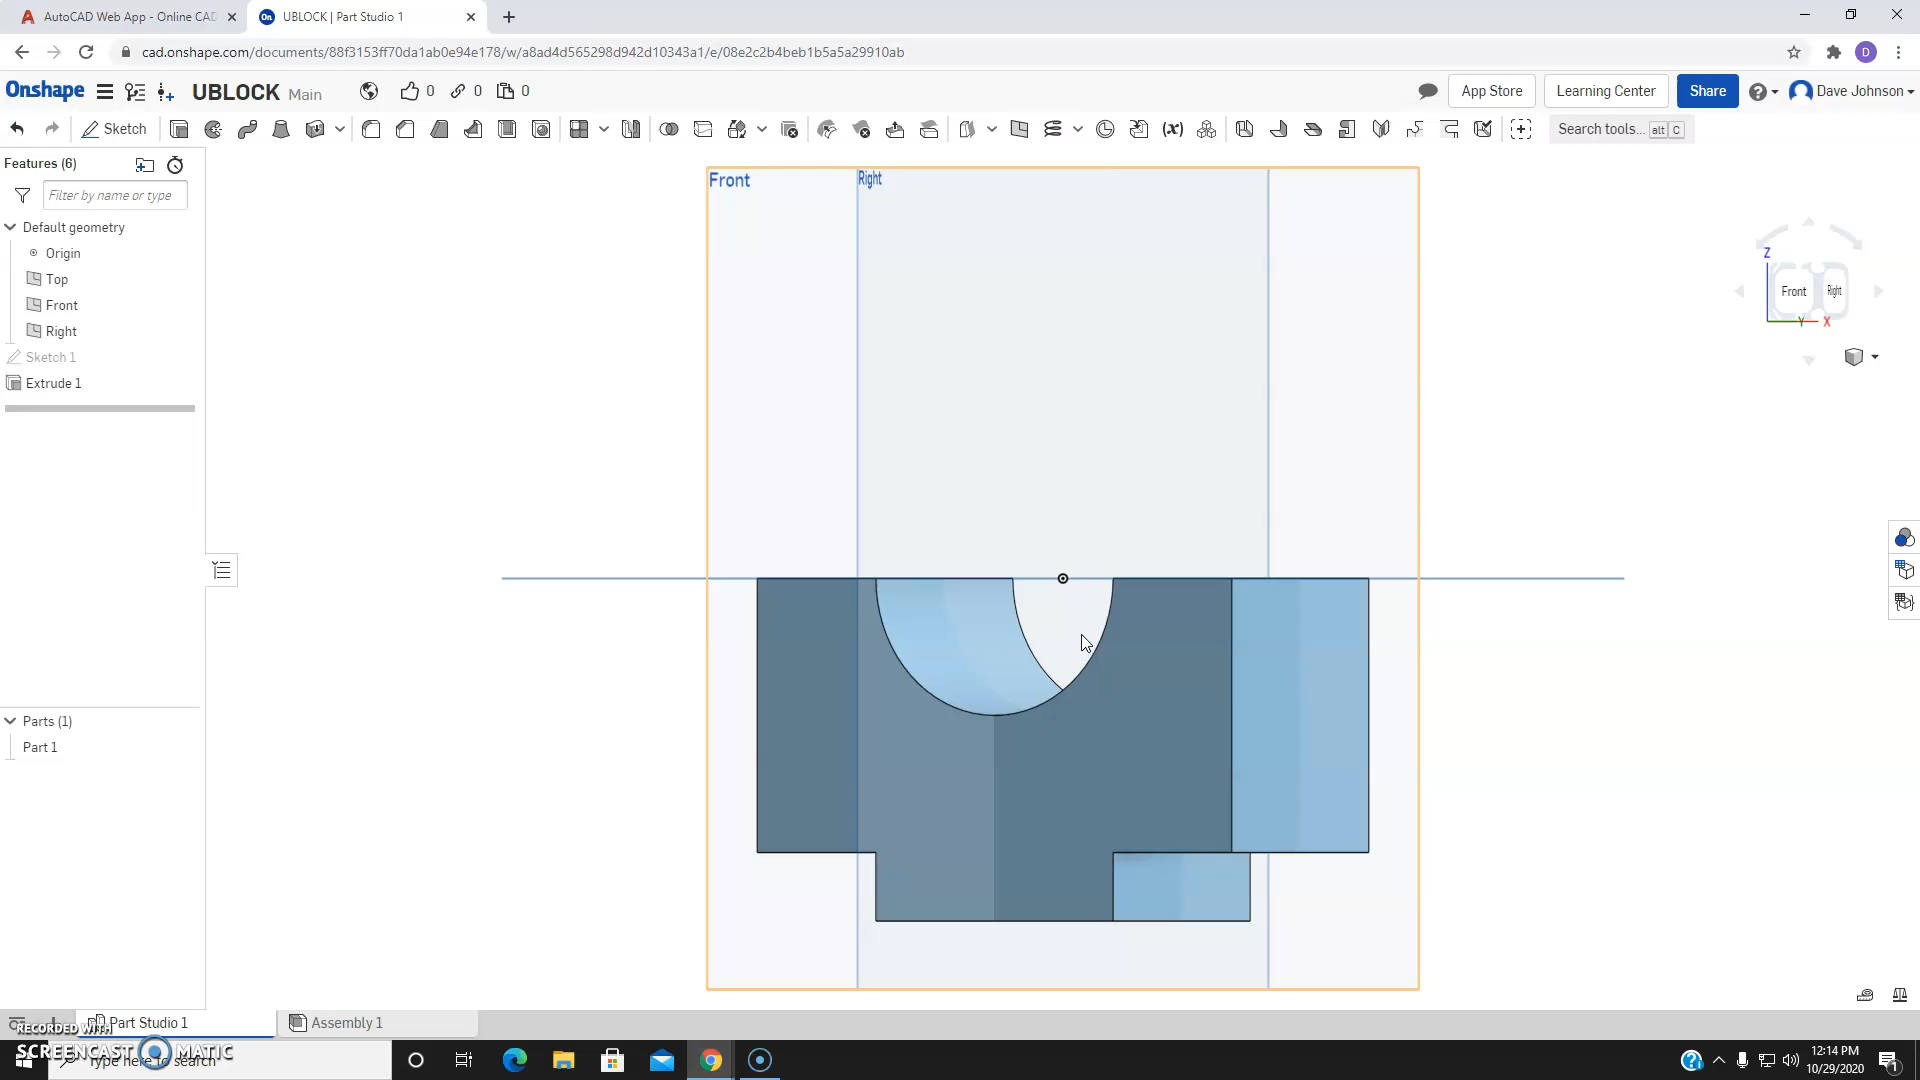 AutoCAD Web App - Online CAD
UBLOCK | Part Studio 1
cad.onshape.com/documents/88f3153ff70da1ab0e94e178/w/a8ad4d565298d942d10343a1/e/08e2c2b4beb1b5a5a29910ab
D
Onshape
UBLOCK Main
0
0
0
App Store
Learning Center
Share
Dave Johnson
Sketch
Search tools... alt C
Features (6)
Filter by name or type
Default geometry
Origin
Top
Front
Right
Sketch 1
Extrude 1
Front
Right
Z
Front
Right
Y
X
Parts (1)
Part 1
Part Studio 1
Assembly 1
RECORDED WITH
SCREENCAST MATIC
Type here to search
12:14 PM
10/29/2020
1